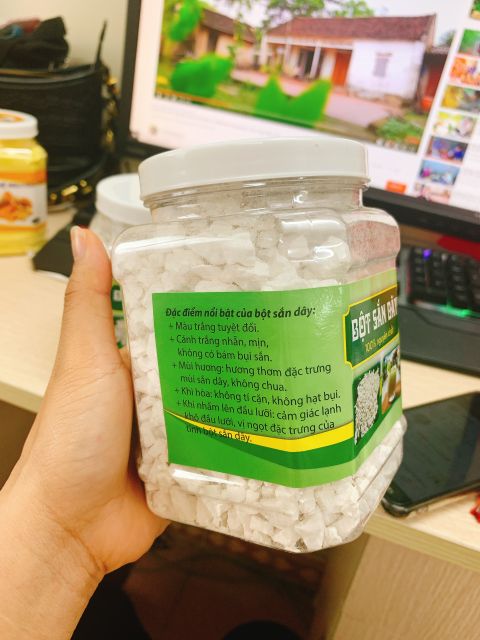 Đặc điểm nổi bật của bột sắn dây:
+ Màu trắng tuyệt đối.
+ Cánh trắng nhẵn, mịn,
không có bám bụi sắn.
+ Mùi hương: hương thơm đặc trưng
mùi sắn dây, không chua.
+ Khi hòa: không tí cặn, không hạt bụi.
+ Khi nhấm lên đầu lưỡi: cảm giác lạnh
khô đầu lưỡi, vị ngọt đặc trưng của
tinh bột sắn dây.
BỘT SẮN
100%